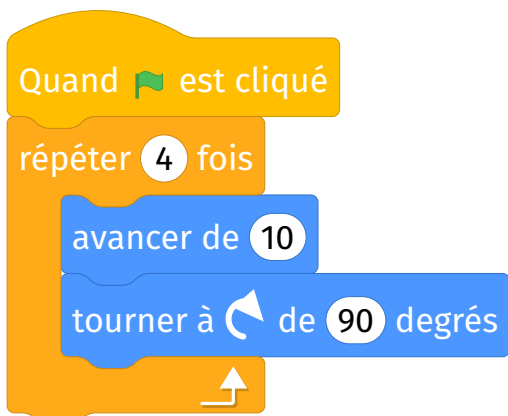 Quand est cliqué
répéter 4 fois
avancer de 10
tourner à de 90 degrés